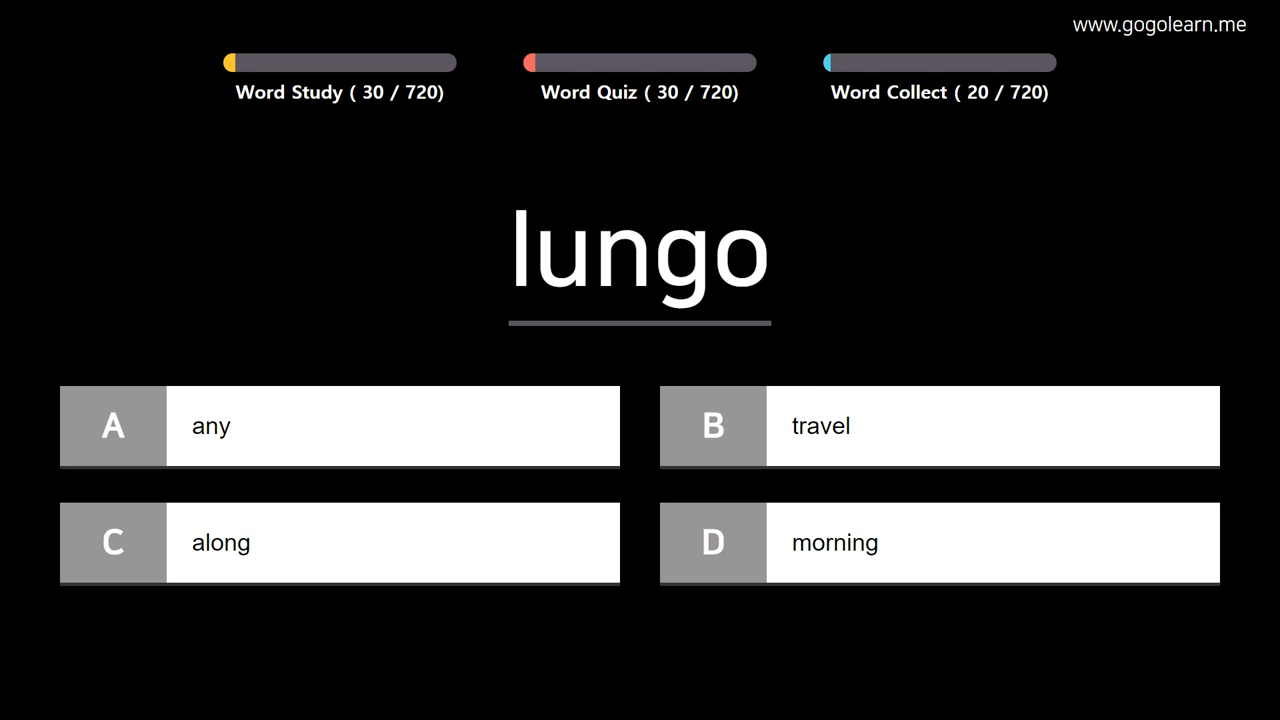 www.gogolearn.me
Word Study ( 30 / 720)
Word Quiz ( 30 / 720)
Word Collect ( 20 / 720)
lungo
A any
B travel
C along
D morning